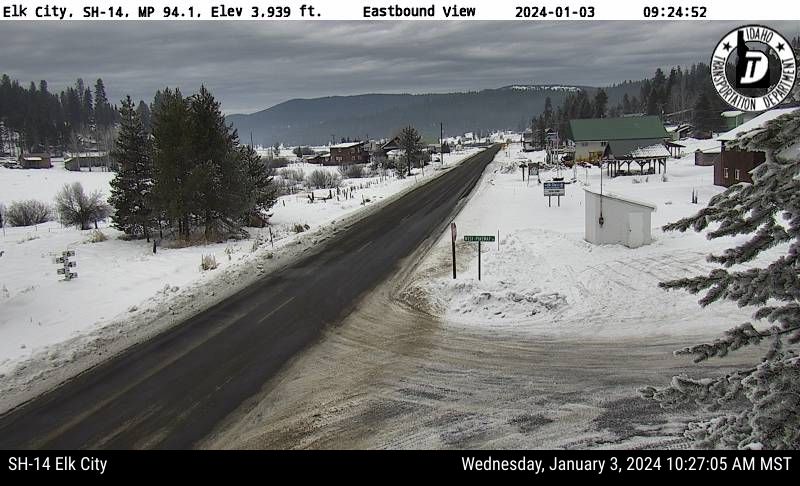 Elk City, SH-14, MP 94.1, Elev 3,939 ft. Eastbound View 2024-01-03 09:24:52
IDAHO
TRANSPORTATION DEPARTMENT
SH-14 Elk City Wednesday, January 3, 2024 10:27:05 AM MST